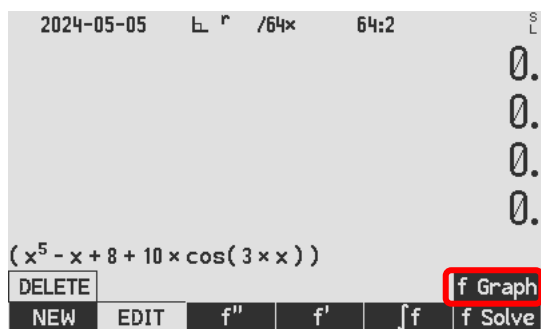 2024-05-05 ∟ r /64× 64:2 S L
0.
0.
0.
0.
( x⁵ - x + 8 + 10 × cos( 3 × x ) )
DELETE f Graph
NEW EDIT f" f' ∫f f Solve